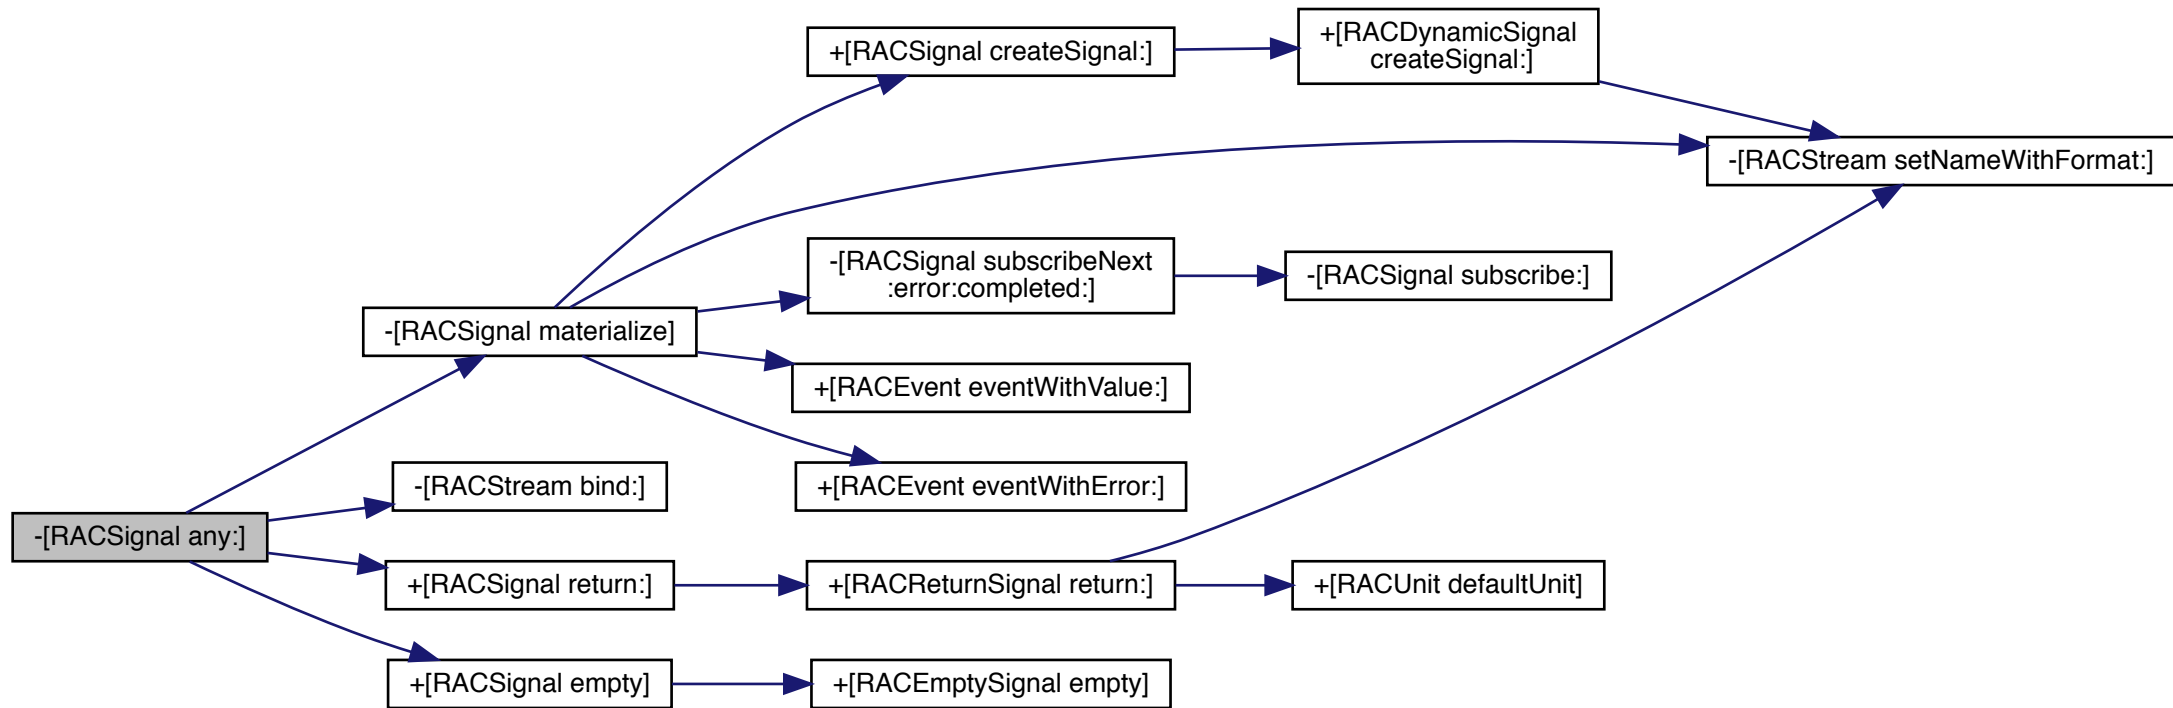 +[RACSignal createSignal:]
+[RACDynamicSignal
createSignal:]
-[RACStream setNameWithFormat:]
-[RACSignal subscribeNext
:error:completed:]
-[RACSignal subscribe:]
-[RACSignal materialize]
+[RACEvent eventWithValue:]
+[RACEvent eventWithError:]
-[RACStream bind:]
-[RACSignal any:]
+[RACSignal return:]
+[RACReturnSignal return:]
+[RACUnit defaultUnit]
+[RACSignal empty]
+[RACEmptySignal empty]